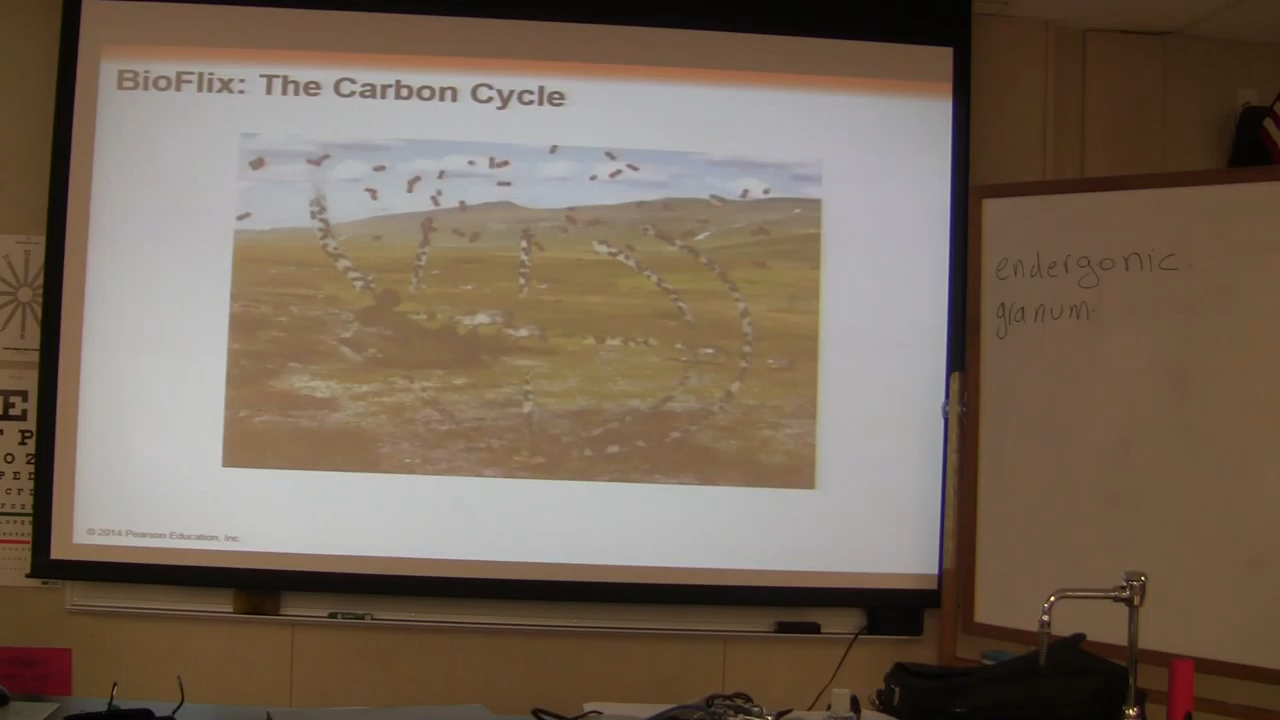 BioFlix: The Carbon Cycle
© 2014 Pearson Education, Inc.
endergonic
granum
E